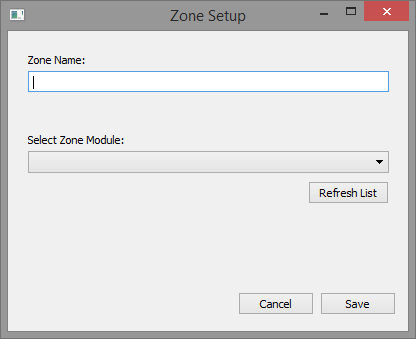 Zone Setup
Zone Name:
Select Zone Module:
Refresh List
Cancel
Save